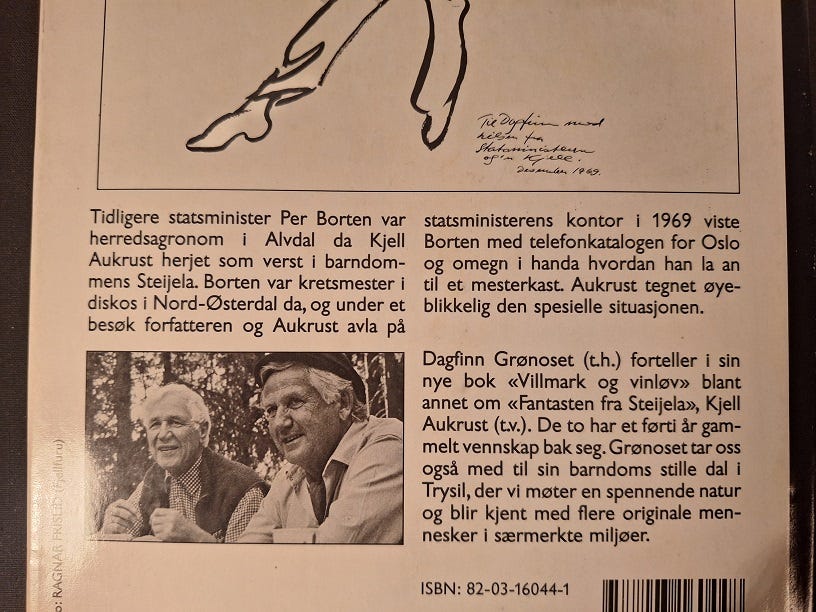 Til Dagfinn med
hilsen fra
Statsministeren
og'n Kjell.
Desember 1969.
Tidligere statsminister Per Borten var
herredsagronom i Alvdal da Kjell
Aukrust herjet som verst i barndom-
mens Steijela. Borten var kretsmester i
diskos i Nord-Østerdal da, og under et
besøk forfatteren og Aukrust avla på
statsministerens kontor i 1969 viste
Borten med telefonkatalogen for Oslo
og omegn i handa hvordan han la an
til et mesterkast. Aukrust tegnet øye-
blikkelig den spesielle situasjonen.
Dagfinn Grønoset (t.h.) forteller i sin
nye bok «Villmark og vinløv» blant
annet om «Fantasten fra Steijela», Kjell
Aukrust (t.v.). De to har et førti år gam-
melt vennskap bak seg. Grønoset tar oss
også med til sin barndoms stille dal i
Trysil, der vi møter en spennende natur
og blir kjent med flere originale men-
nesker i særmerkte miljøer.
o: RAGNAR FRISLID (Fjellfuru)
ISBN: 82-03-16044-1